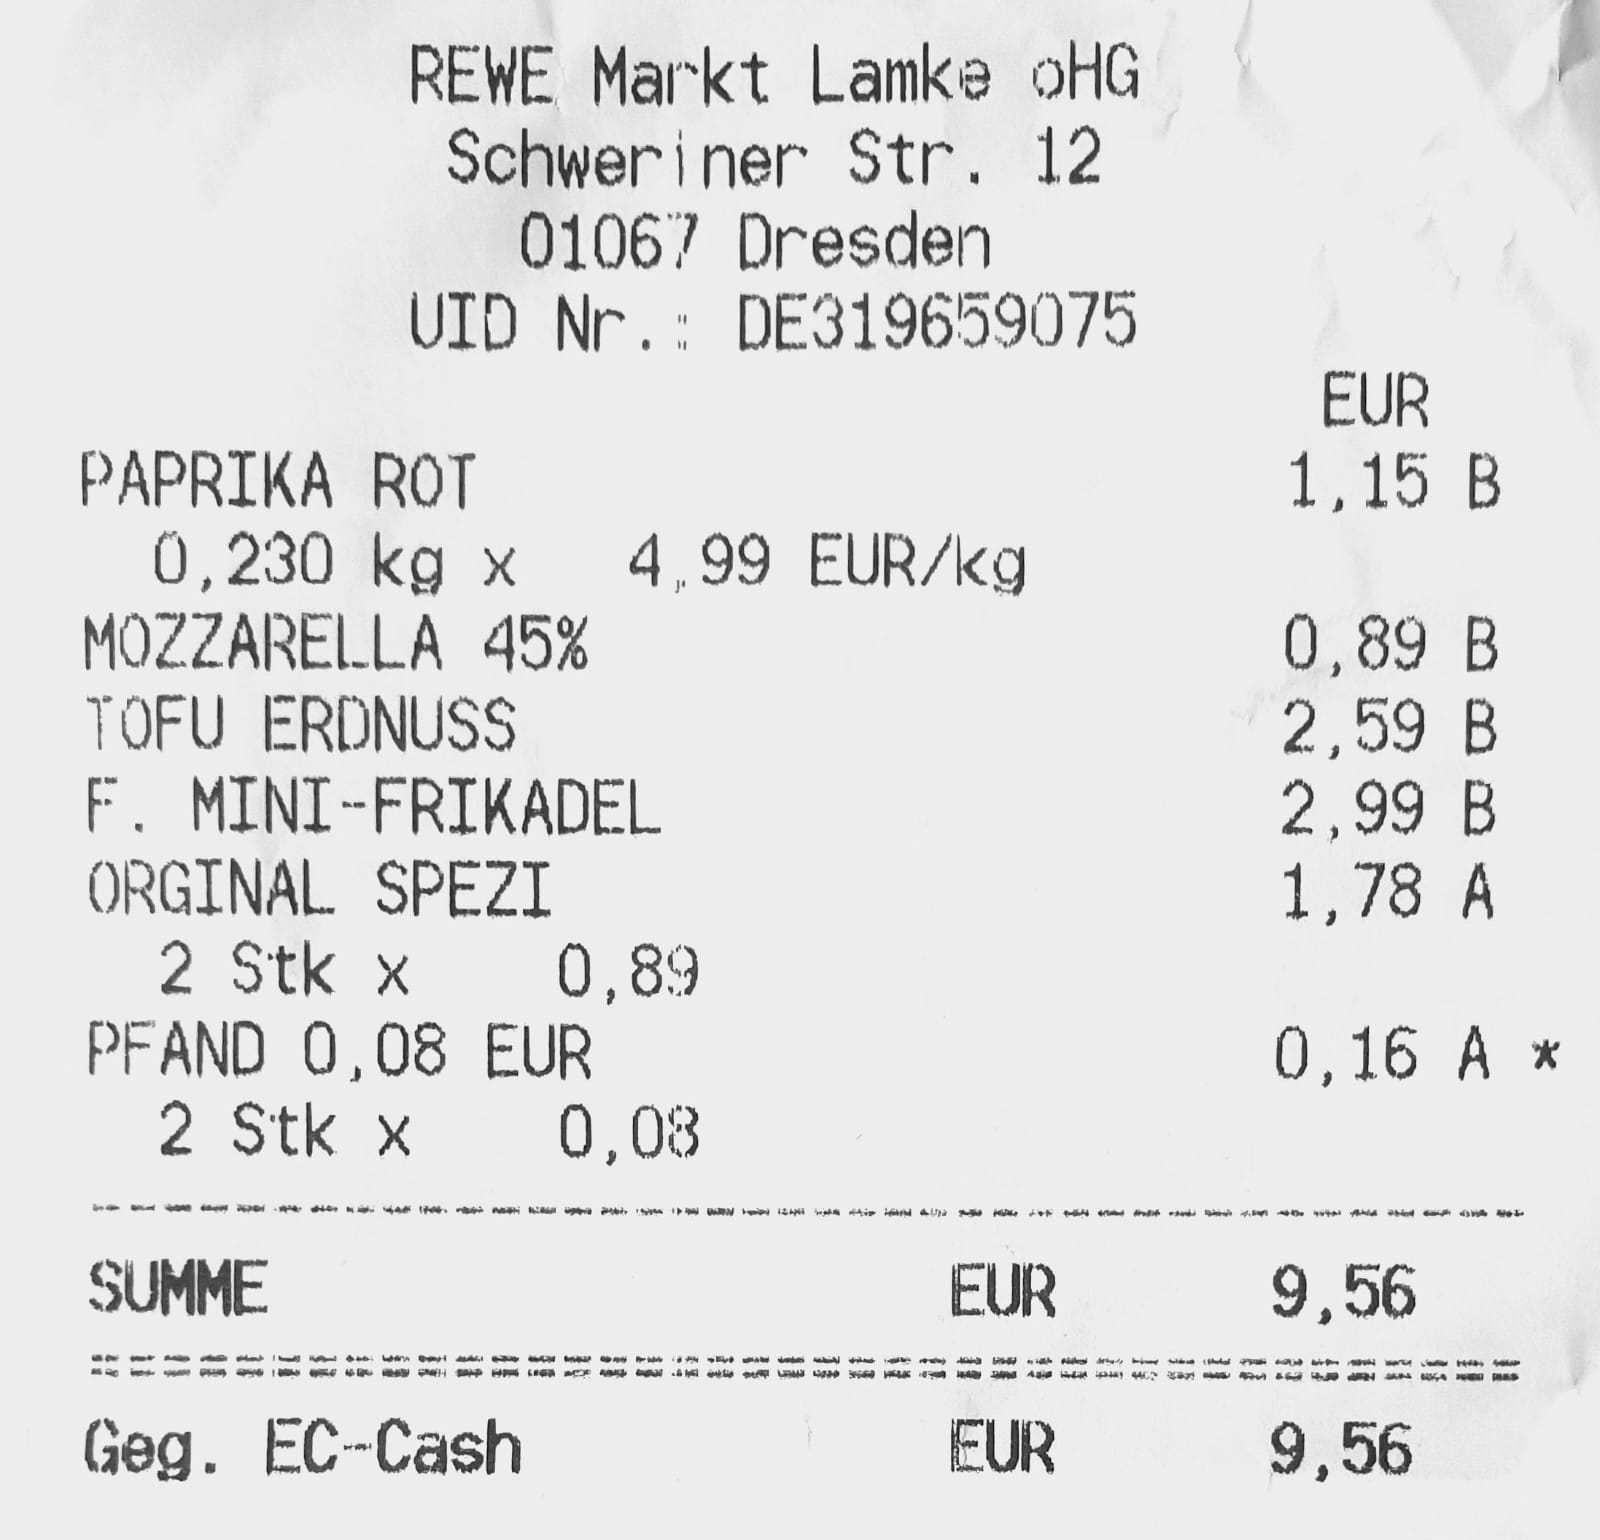 REWE Markt Lamke oHG
Schweriner Str. 12
01067 Dresden
UID Nr.: DE319659075
EUR
PAPRIKA ROT 1,15 B
0,230 kg x 4,99 EUR/kg
MOZZARELLA 45% 0,89 B
TOFU ERDNUSS 2,59 B
F. MINI-FRIKADEL 2,99 B
ORGINAL SPEZI 1,78 A
2 Stk x 0,89
PFAND 0,08 EUR 0,16 A *
2 Stk x 0,08
SUMME EUR 9,56
Geg. EC-Cash EUR 9,56